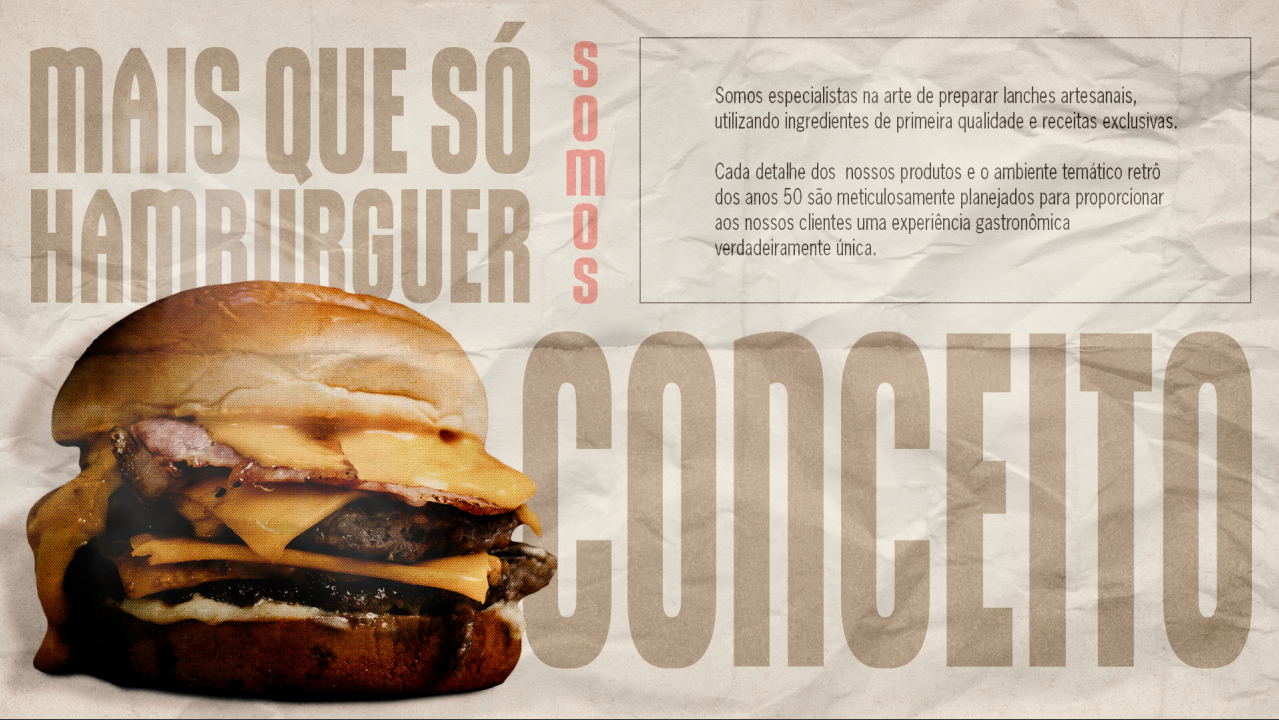 MAIS QUE SÓ
HAMBURGUER
somos
Somos especialistas na arte de preparar lanches artesanais,
utilizando ingredientes de primeira qualidade e receitas exclusivas.
Cada detalhe dos  nossos produtos e o ambiente temático retrô
dos anos 50 são meticulosamente planejados para proporcionar
aos nossos clientes uma experiência gastronômica
verdadeiramente única.
CONCEITO